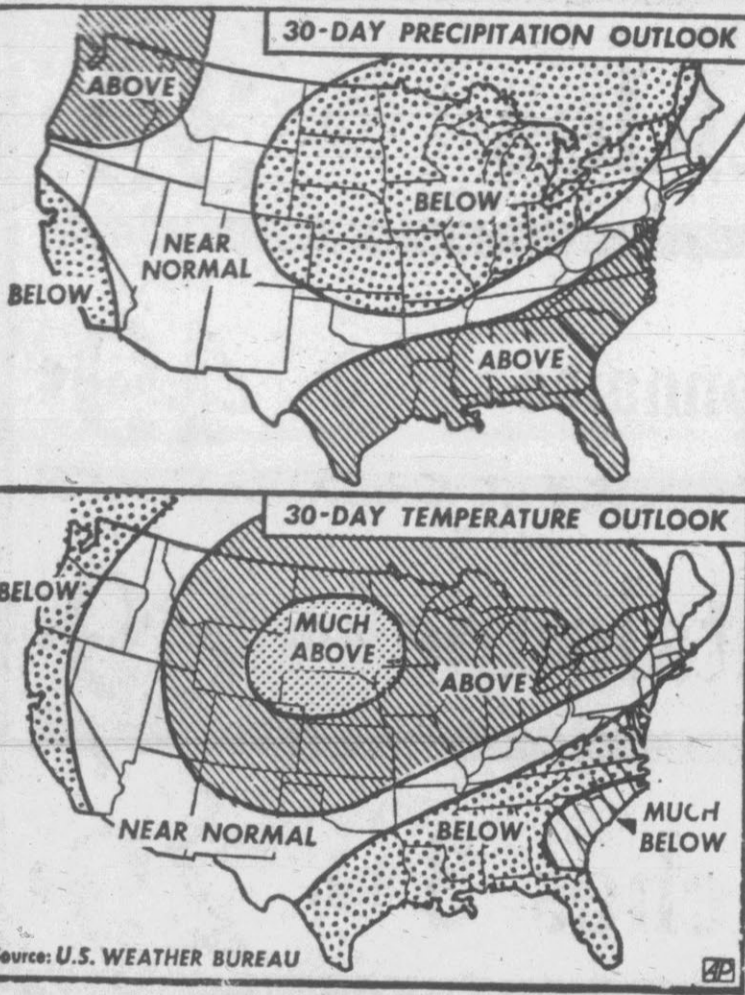 30-DAY PRECIPITATION OUTLOOK
ABOVE
BELOW
NEAR
NORMAL
BELOW
ABOVE
30-DAY TEMPERATURE OUTLOOK
BELOW
MUCH
ABOVE
ABOVE
NEAR NORMAL
BELOW
MUCH
BELOW
ource: U.S. WEATHER BUREAU
AP